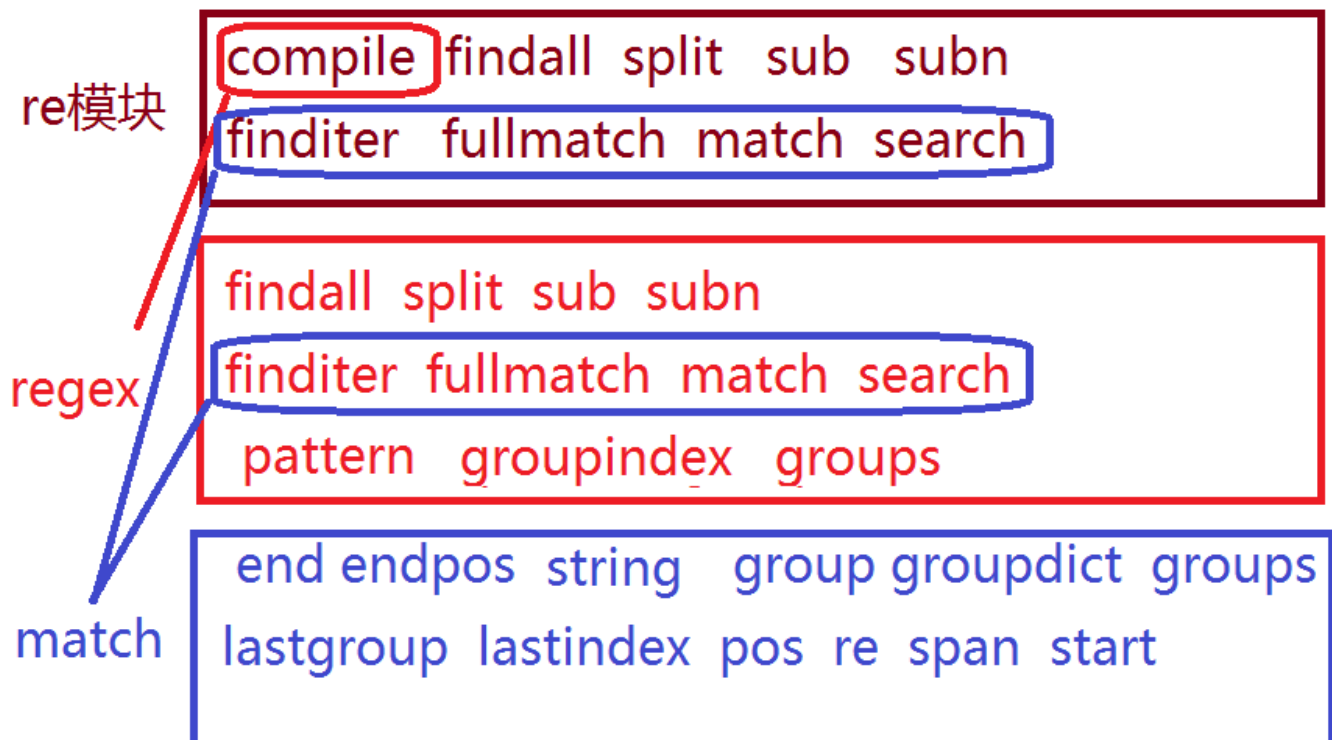 compile findall split sub subn
re模块
finditer fullmatch match search
findall split sub subn
finditer fullmatch match search
regex
pattern groupindex groups
end endpos string group groupdict groups
match
lastgroup lastindex pos re span start